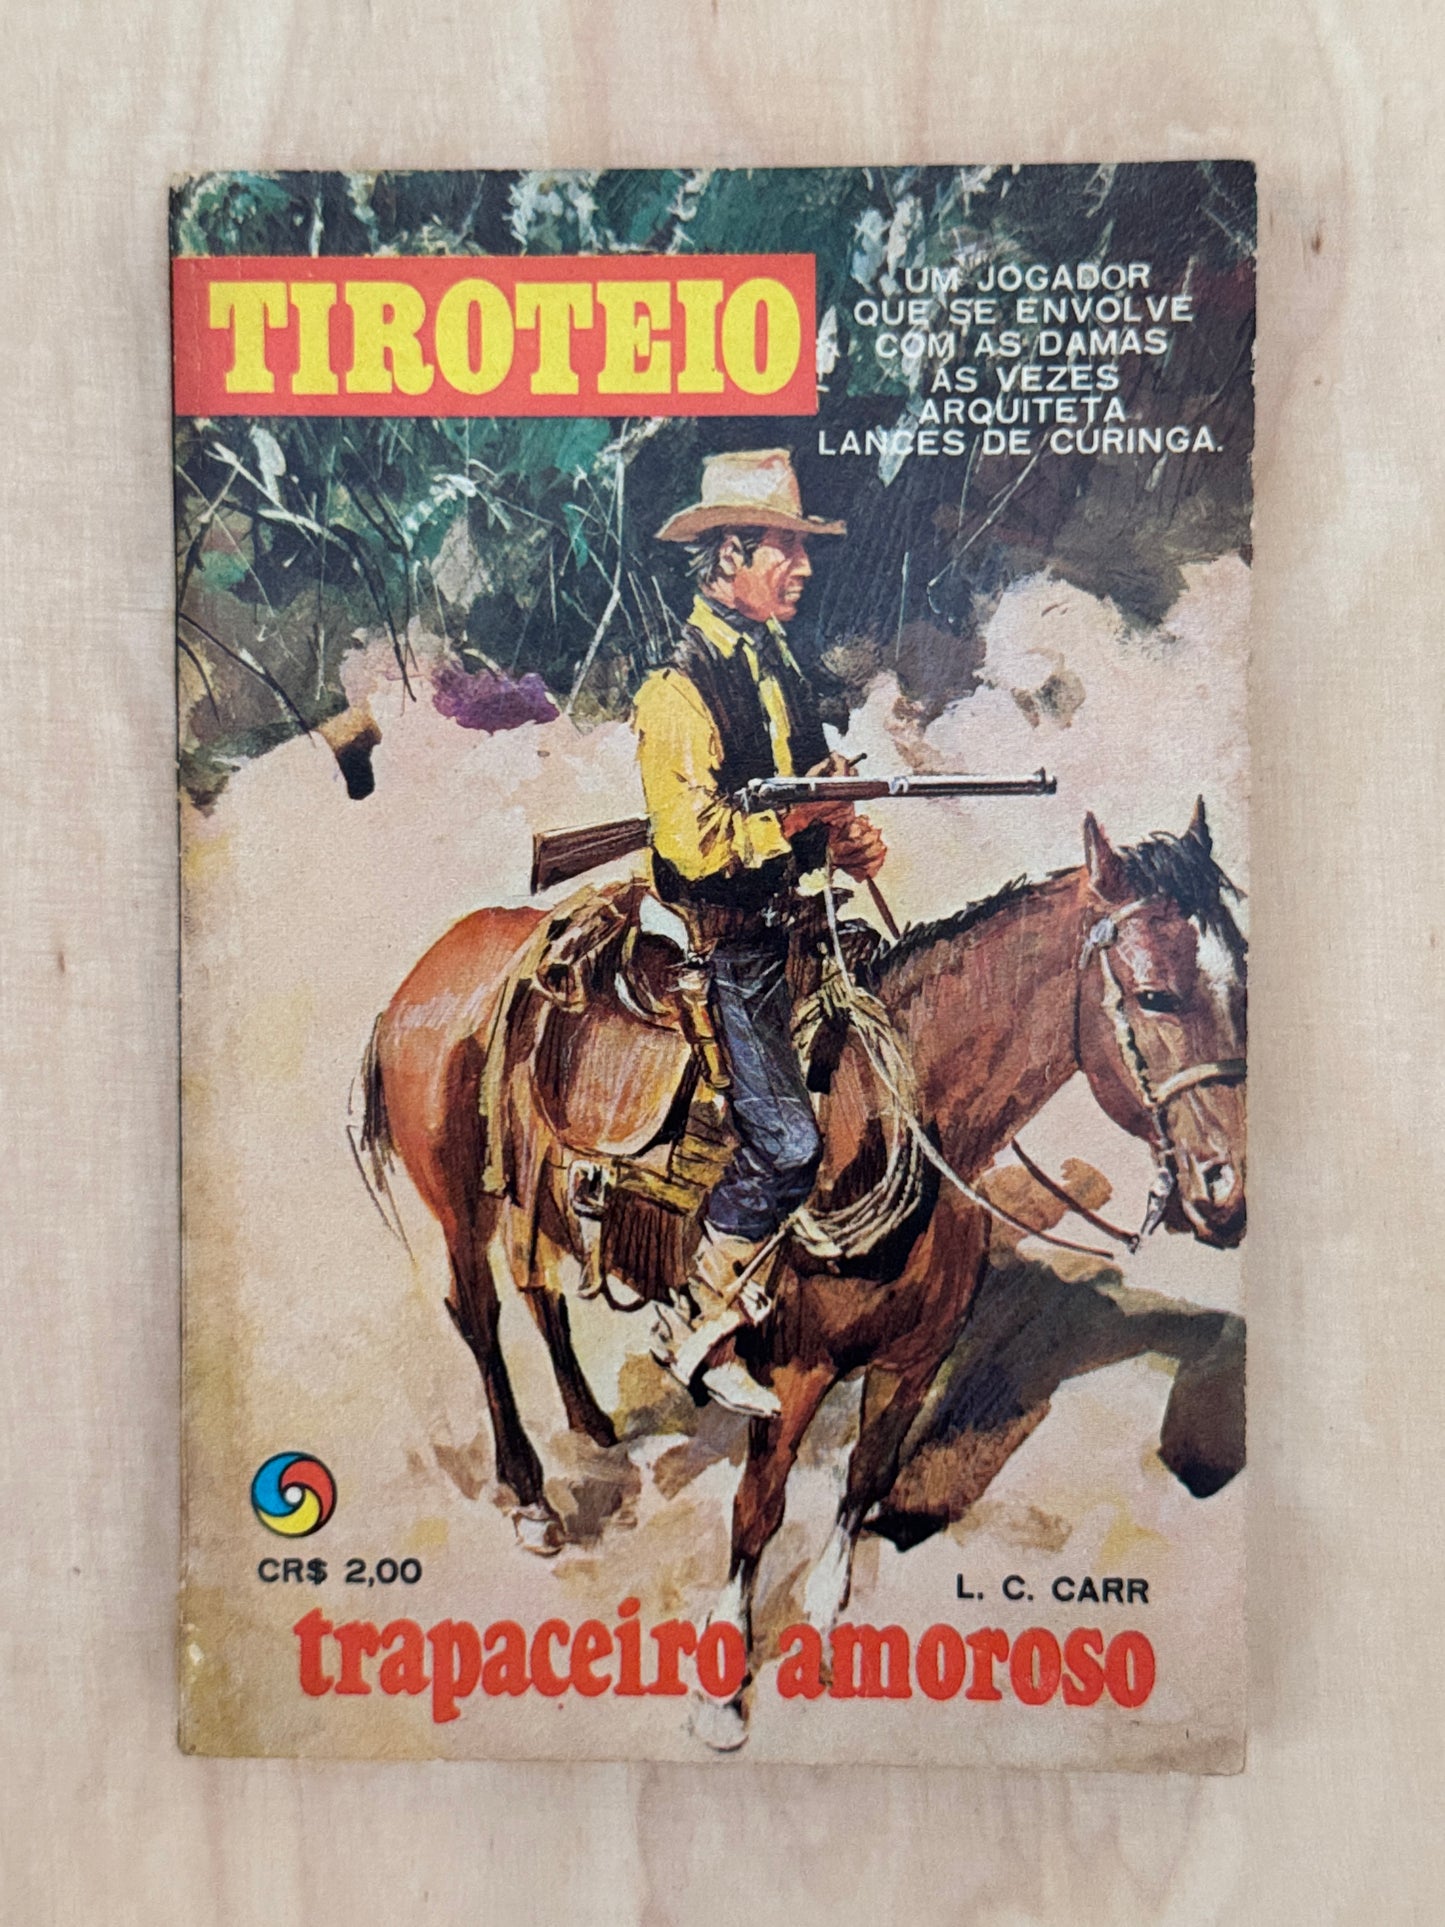 TIROTEIO
UM JOGADOR
QUE SE ENVOLVE
COM AS DAMAS
ÀS VEZES
ARQUITETA
LANCES DE CURINGA.
CR$ 2,00
L. C. CARR
trapaceiro amoroso